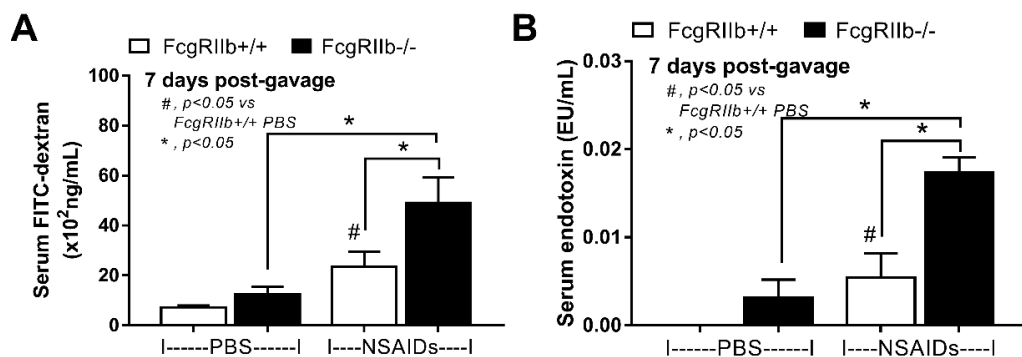 A
FcgRIIb+/+ FcgRIIb-/-
7 days post-gavage
#, p<0.05 vs
FcgRIIb+/+ PBS
*, p<0.05
Serum FITC-dextran
(x10²ng/mL)
100
80
60
40
20
0
*
*
#
I------PBS------I I----NSAIDs----I
B
FcgRIIb+/+ FcgRIIb-/-
7 days post-gavage
#, p<0.05 vs
FcgRIIb+/+ PBS
*, p<0.05
Serum endotoxin (EU/mL)
0.03
0.02
0.01
0.00
*
*
#
I------PBS------I I----NSAIDs----I